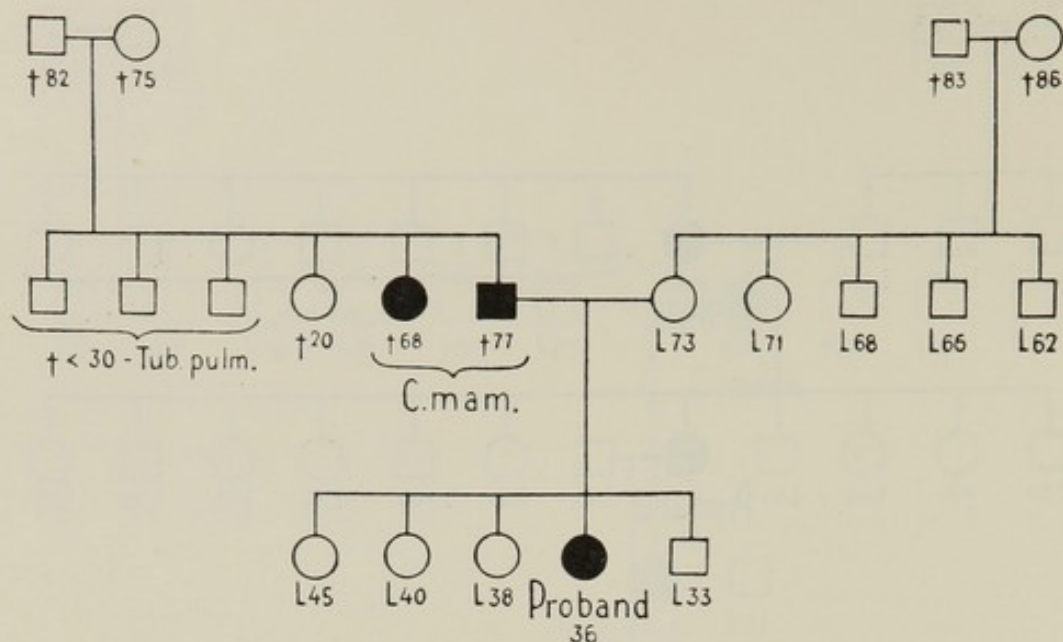 †82 †75 †83 †86
†20 †68 †77 L73 L71 L68 L66 L62
† < 30 - Tub. pulm.
C.mam.
L45 L40 L38 Proband L33
36